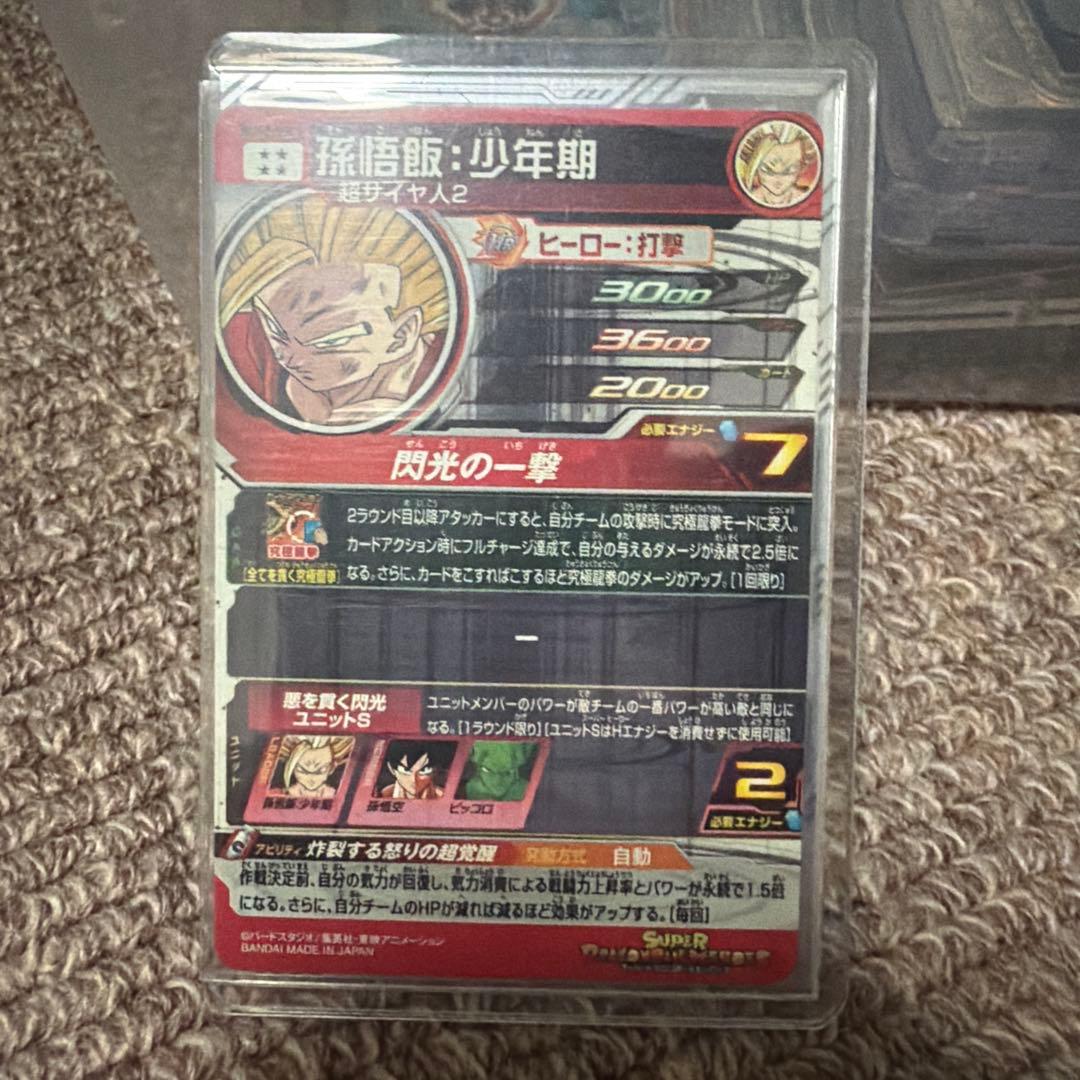 ★★
★★
孫悟飯:少年期
超サイヤ人2
ヒーロー:打撃
3000
3600
2000
ガード
必要エナジー 7
閃光の一撃
2ラウンド目以降アタッカーにすると、自分チームの攻撃時に究極龍拳モードに突入。
カードアクション時にフルチャージ達成で、自分の与えるダメージが永続で2.5倍に
なる。さらに、カードをこすればこするほど究極龍拳のダメージがアップ。[1回限り]
究極龍拳
[全てを貫く究極龍拳]
ー
悪を貫く閃光
ユニットS
ユニットメンバーのパワーが敵チームの一番パワーが高い敵と同じに
なる。[1ラウンド限り][ユニットSはHエナジーを消費せずに使用可能]
ユニット
孫悟飯:少年期
孫悟空
ピッコロ
2
必要エナジー
アビリティ 炸裂する怒りの超覚醒 発動方式 自動
作戦決定前、自分の気力が回復し、気力消費による戦闘力上昇率とパワーが永続で1.5倍
になる。さらに、自分チームのHPが減れば減るほど効果がアップする。[毎回]
©バードスタジオ/集英社・東映アニメーション
BANDAI MADE IN JAPAN
SUPER
DRAGONBALL HEROES